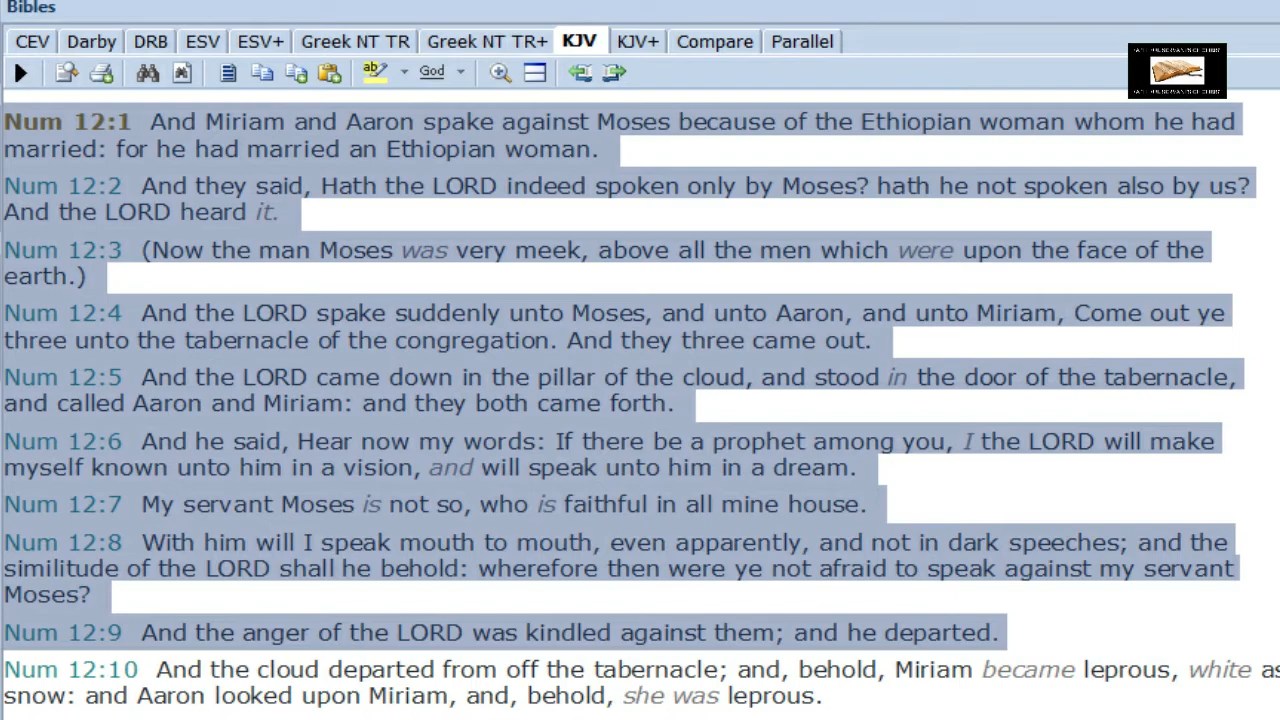 Bibles
CEV Darby DRB ESV ESV+ Greek NT TR Greek NT TR+ KJV KJV+ Compare Parallel
ab God
Num 12:1 And Miriam and Aaron spake against Moses because of the Ethiopian woman whom he had
married: for he had married an Ethiopian woman.
Num 12:2 And they said, Hath the LORD indeed spoken only by Moses? hath he not spoken also by us?
And the LORD heard it.
Num 12:3 (Now the man Moses was very meek, above all the men which were upon the face of the
earth.)
Num 12:4 And the LORD spake suddenly unto Moses, and unto Aaron, and unto Miriam, Come out ye
three unto the tabernacle of the congregation. And they three came out.
Num 12:5 And the LORD came down in the pillar of the cloud, and stood in the door of the tabernacle,
and called Aaron and Miriam: and they both came forth.
Num 12:6 And he said, Hear now my words: If there be a prophet among you, I the LORD will make
myself known unto him in a vision, and will speak unto him in a dream.
Num 12:7 My servant Moses is not so, who is faithful in all mine house.
Num 12:8 With him will I speak mouth to mouth, even apparently, and not in dark speeches; and the
similitude of the LORD shall he behold: wherefore then were ye not afraid to speak against my servant
Moses?
Num 12:9 And the anger of the LORD was kindled against them; and he departed.
Num 12:10 And the cloud departed from off the tabernacle; and, behold, Miriam became leprous, white as
snow: and Aaron looked upon Miriam, and, behold, she was leprous.